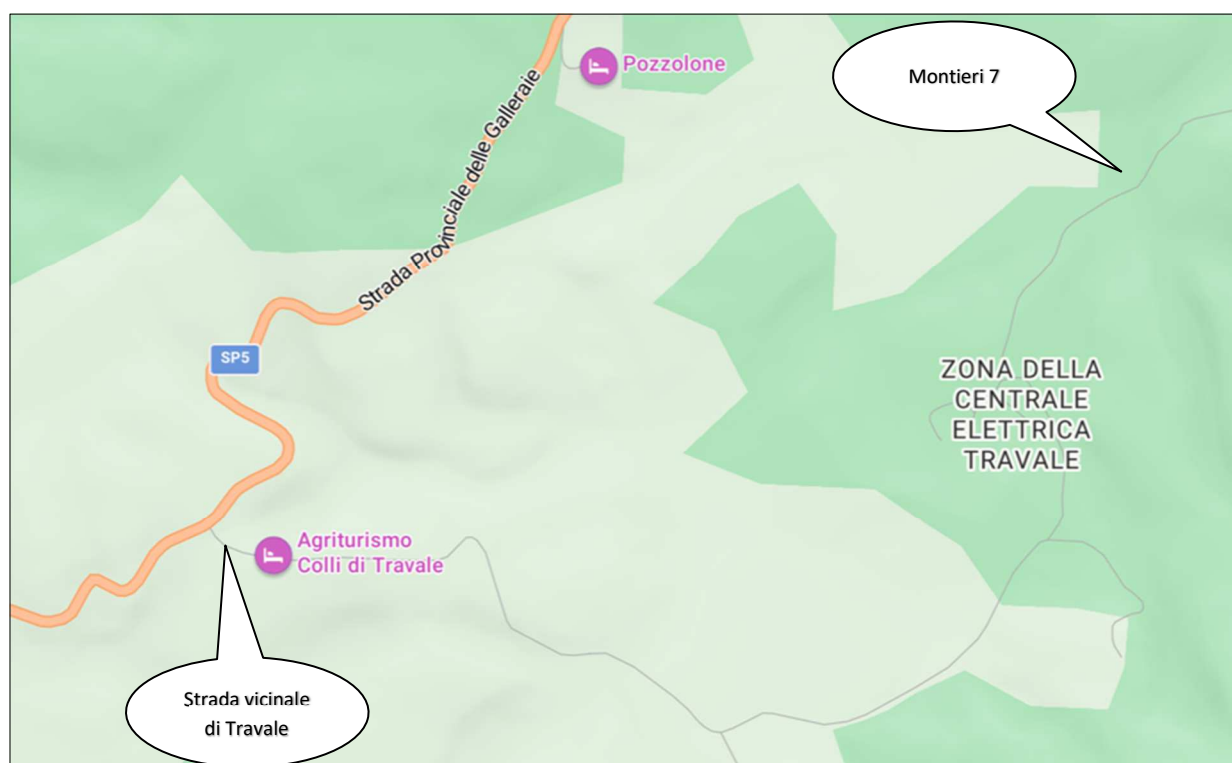 Pozzolone
Montieri 7
Strada Provinciale delle Galleraie
SP5
ZONA DELLA
CENTRALE
ELETTRICA
TRAVALE
Agriturismo
Colli di Travale
Strada vicinale
di Travale